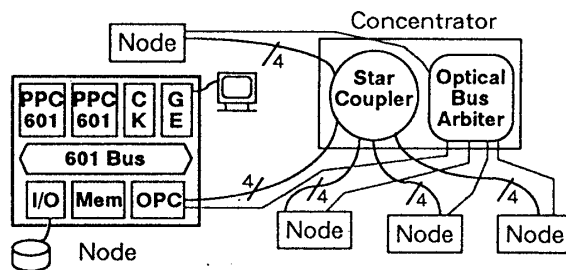 Concentrator
Node
4
Star
Coupler
Optical
Bus
Arbiter
PPC
601
PPC
601
C
K
G
E
601 Bus
I/O
Mem
OPC
4
4
4
4
Node
Node
Node
Node